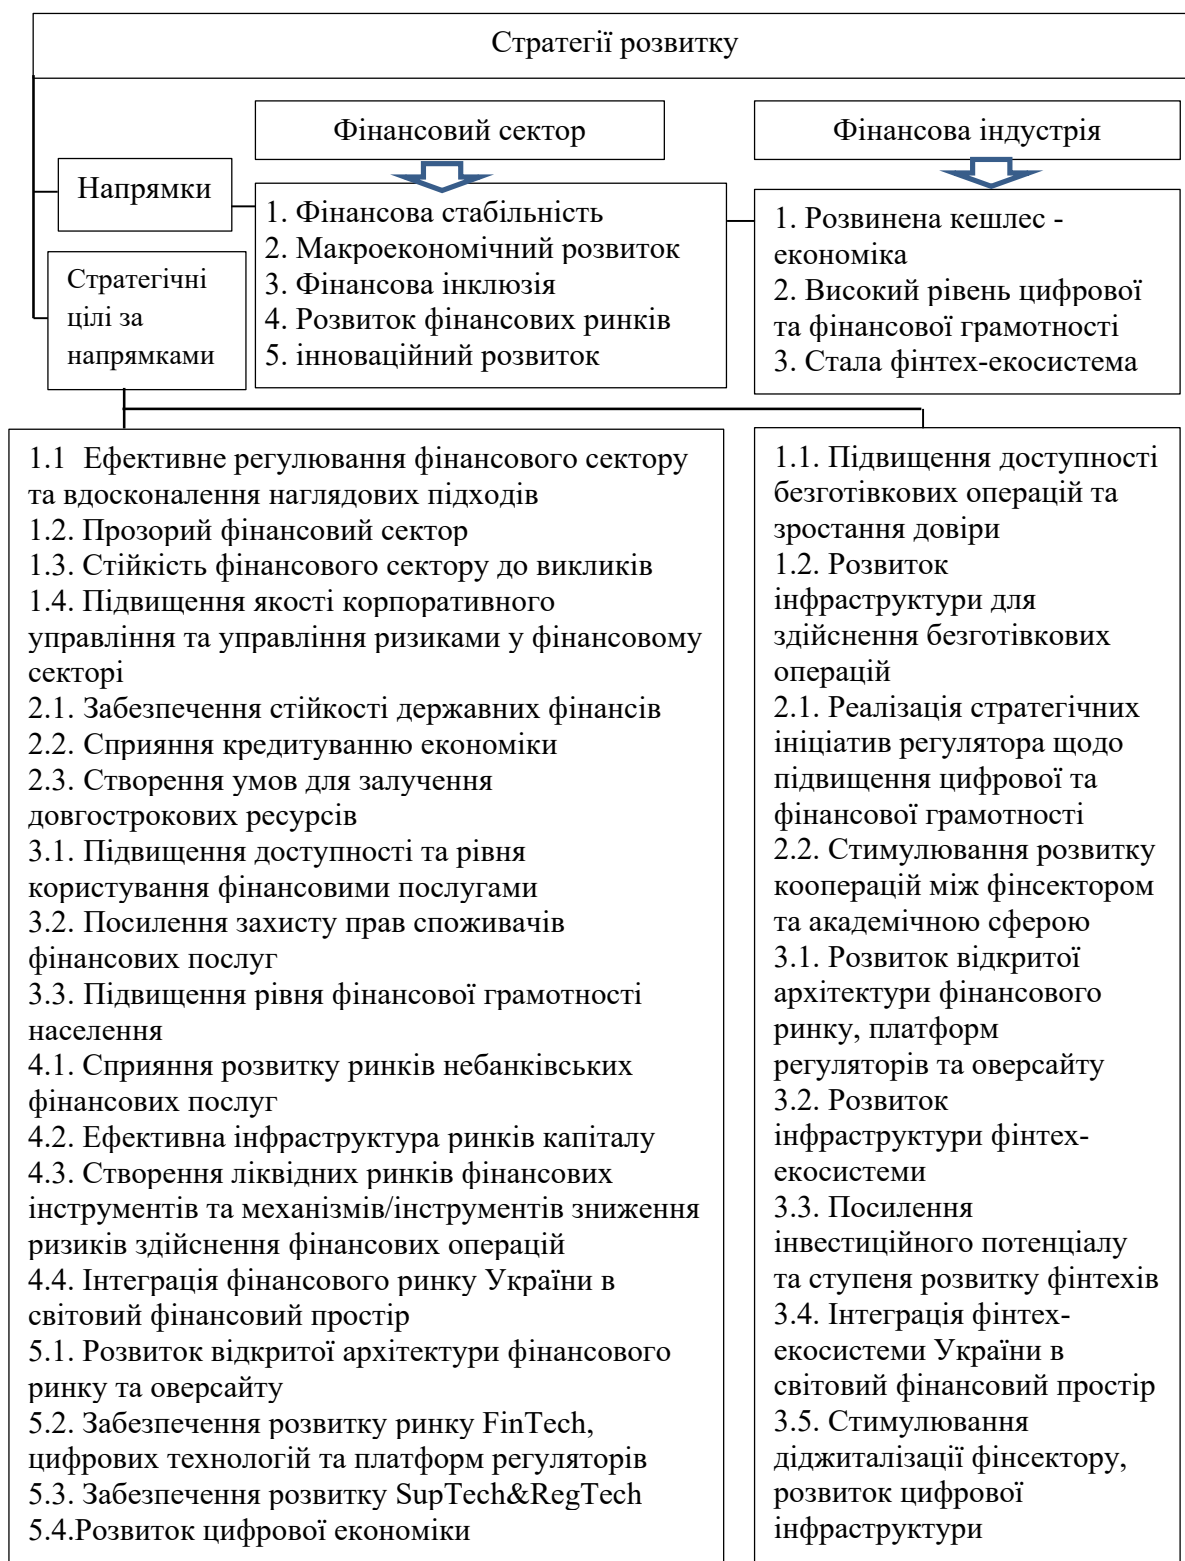 Стратегії розвитку
Фінансовий сектор
Фінансова індустрія
Напрямки
1. Фінансова стабільність
2. Макроекономічний розвиток
3. Фінансова інклюзія
4. Розвиток фінансових ринків
5. інноваційний розвиток
1. Розвинена кешлес -
економіка
2. Високий рівень цифрової
та фінансової грамотності
3. Стала фінтех-екосистема
Стратегічні
цілі за
напрямками
1.1 Ефективне регулювання фінансового сектору
та вдосконалення наглядових підходів
1.2. Прозорий фінансовий сектор
1.3. Стійкість фінансового сектору до викликів
1.4. Підвищення якості корпоративного
управління та управління ризиками у фінансовому
секторі
2.1. Забезпечення стійкості державних фінансів
2.2. Сприяння кредитуванню економіки
2.3. Створення умов для залучення
довгострокових ресурсів
3.1. Підвищення доступності та рівня
користування фінансовими послугами
3.2. Посилення захисту прав споживачів
фінансових послуг
3.3. Підвищення рівня фінансової грамотності
населення
4.1. Сприяння розвитку ринків небанківських
фінансових послуг
4.2. Ефективна інфраструктура ринків капіталу
4.3. Створення ліквідних ринків фінансових
інструментів та механізмів/інструментів зниження
ризиків здійснення фінансових операцій
4.4. Інтеграція фінансового ринку України в
світовий фінансовий простір
5.1. Розвиток відкритої архітектури фінансового
ринку та оверсайту
5.2. Забезпечення розвитку ринку FinTech,
цифрових технологій та платформ регуляторів
5.3. Забезпечення розвитку SupTech&RegTech
5.4.Розвиток цифрової економіки
1.1. Підвищення доступності
безготівкових операцій та
зростання довіри
1.2. Розвиток
інфраструктури для
здійснення безготівкових
операцій
2.1. Реалізація стратегічних
ініціатив регулятора щодо
підвищення цифрової та
фінансової грамотності
2.2. Стимулювання розвитку
кооперацій між фінсектором
та академічною сферою
3.1. Розвиток відкритої
архітектури фінансового
ринку, платформ
регуляторів та оверсайту
3.2. Розвиток
інфраструктури фінтех-
екосистеми
3.3. Посилення
інвестиційного потенціалу
та ступеня розвитку фінтехів
3.4. Інтеграція фінтех-
екосистеми України в
світовий фінансовий простір
3.5. Стимулювання
діджиталізації фінсектору,
розвиток цифрової
інфраструктури